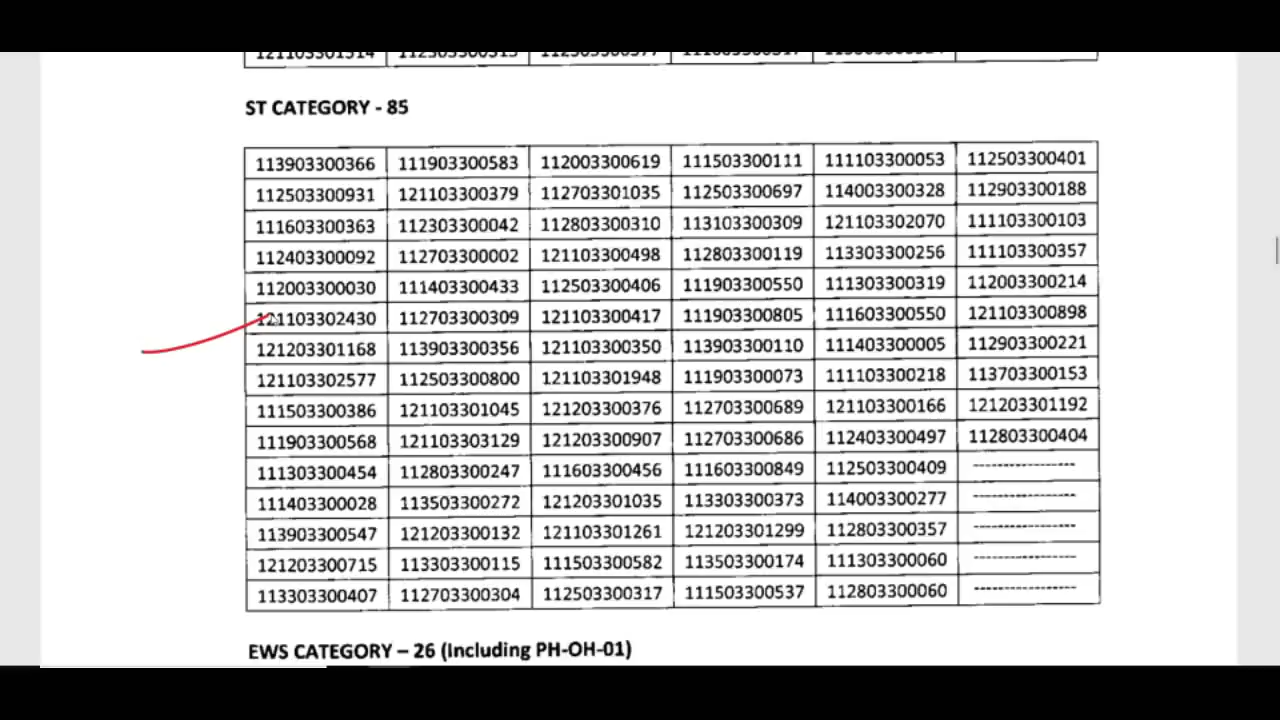 ST CATEGORY - 85
113903300366 111903300583 112003300619 111503300111 111103300053 112503300401
112503300931 121103300379 112703301035 112503300697 114003300328 112903300188
111603300363 112303300042 112803300310 113103300309 121103302070 111103300103
112403300092 112703300002 121103300498 112803300119 113303300256 111103300357
112003300030 111403300433 112503300406 111903300550 111303300319 112003300214
121103302430 112703300309 121103300417 111903300805 111603300550 121103300898
121203301168 113903300356 121103300350 113903300110 111403300005 112903300221
121103302577 112503300800 121103301948 111903300073 111103300218 113703300153
111503300386 121103301045 121203300376 112703300689 121103300166 121203301192
111903300568 121103303129 121203300907 112703300686 112403300497 112803300404
111303300454 112803300247 111603300456 111603300849 112503300409 -----------------
111403300028 113503300272 121203301035 113303300373 114003300277 -----------------
113903300547 121203300132 121103301261 121203301299 112803300357 -----------------
121203300715 113303300115 111503300582 113503300174 111303300060 -----------------
113303300407 112703300304 112503300317 111503300537 112803300060 -----------------
EWS CATEGORY – 26 (Including PH-OH-01)